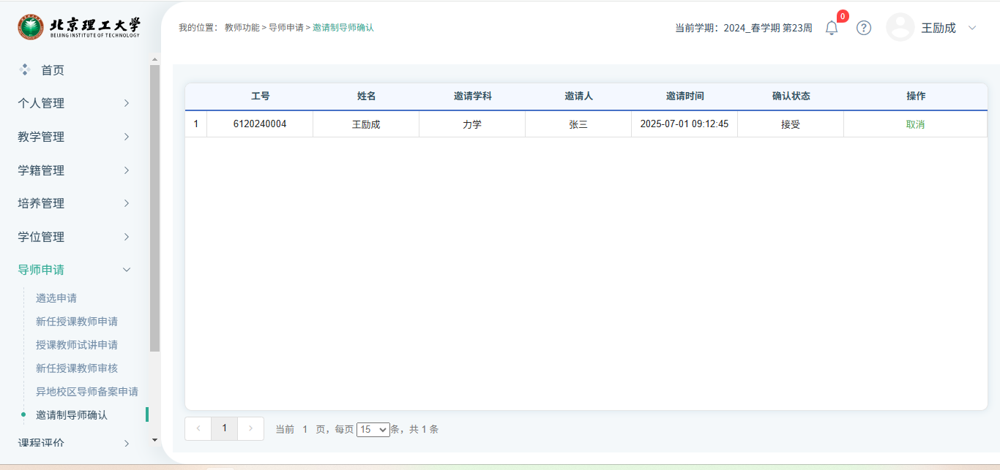 北京理工大学
BEIJING INSTITUTE OF TECHNOLOGY
我的位置： 教师功能 > 导师申请 > 邀请制导师确认
当前学期：2024_春学期 第23周
0
王励成
首页
个人管理
教学管理
学籍管理
培养管理
学位管理
导师申请
遴选申请
新任授课教师申请
授课教师试讲申请
新任授课教师审核
异地校区导师备案申请
邀请制导师确认
课程评价
工号 姓名 邀请学科 邀请人 邀请时间 确认状态 操作
1 6120240004 王励成 力学 张三 2025-07-01 09:12:45 接受 取消
1 当前 1 页，每页 15 条，共 1 条